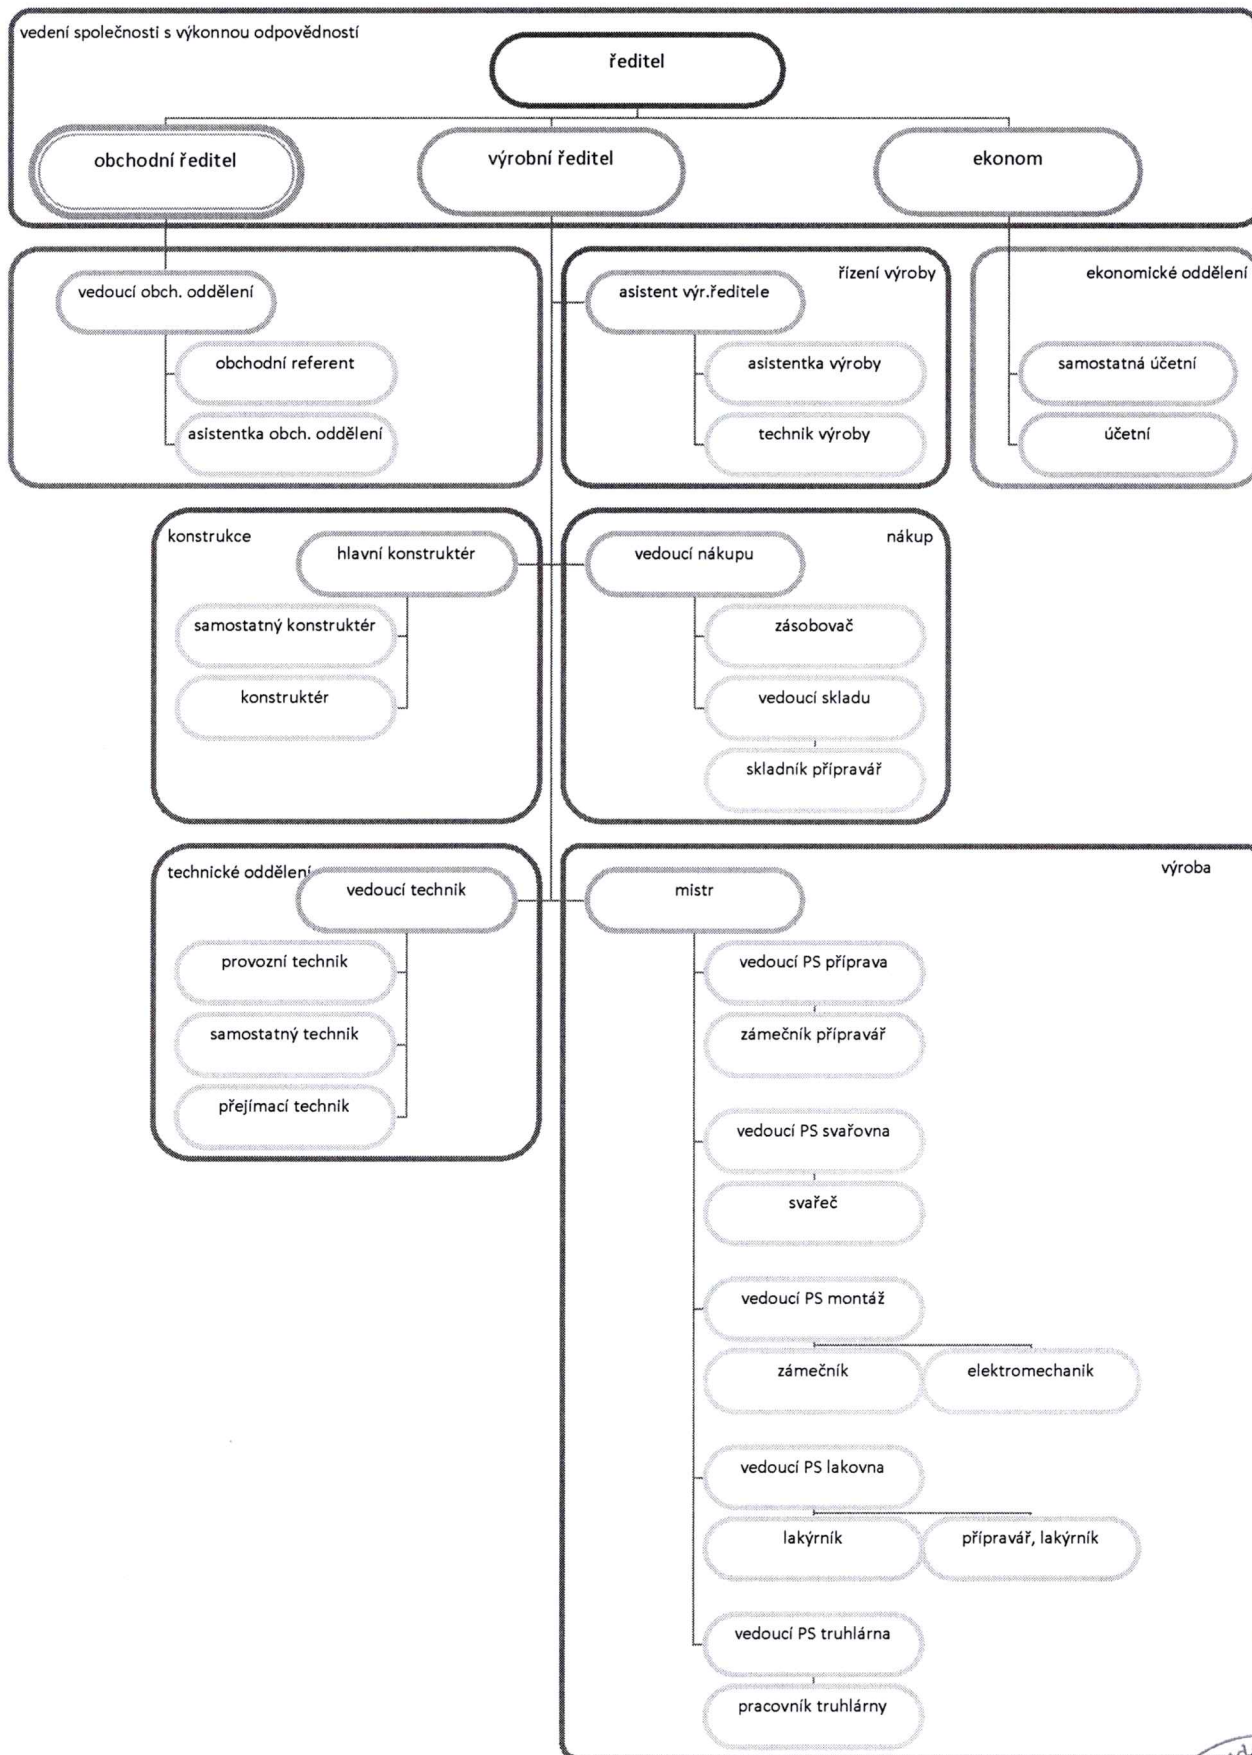 vedení společnosti s výkonnou odpovědností
ředitel
obchodní ředitel
výrobní ředitel
ekonom
vedoucí obch. oddělení
obchodní referent
asistentka obch. oddělení
řízení výroby
asistent výr.ředitele
asistentka výroby
technik výroby
ekonomické oddělení
samostatná účetní
účetní
konstrukce
hlavní konstruktér
samostatný konstruktér
konstruktér
nákup
vedoucí nákupu
zásobovač
vedoucí skladu
skladník přípravář
technické oddělení
vedoucí technik
provozní technik
samostatný technik
přejímací technik
výroba
mistr
vedoucí PS příprava
zámečník přípravář
vedoucí PS svařovna
svařeč
vedoucí PS montáž
zámečník
elektromechanik
vedoucí PS lakovna
lakýrník
přípravář, lakýrník
vedoucí PS truhlárna
pracovník truhlárny